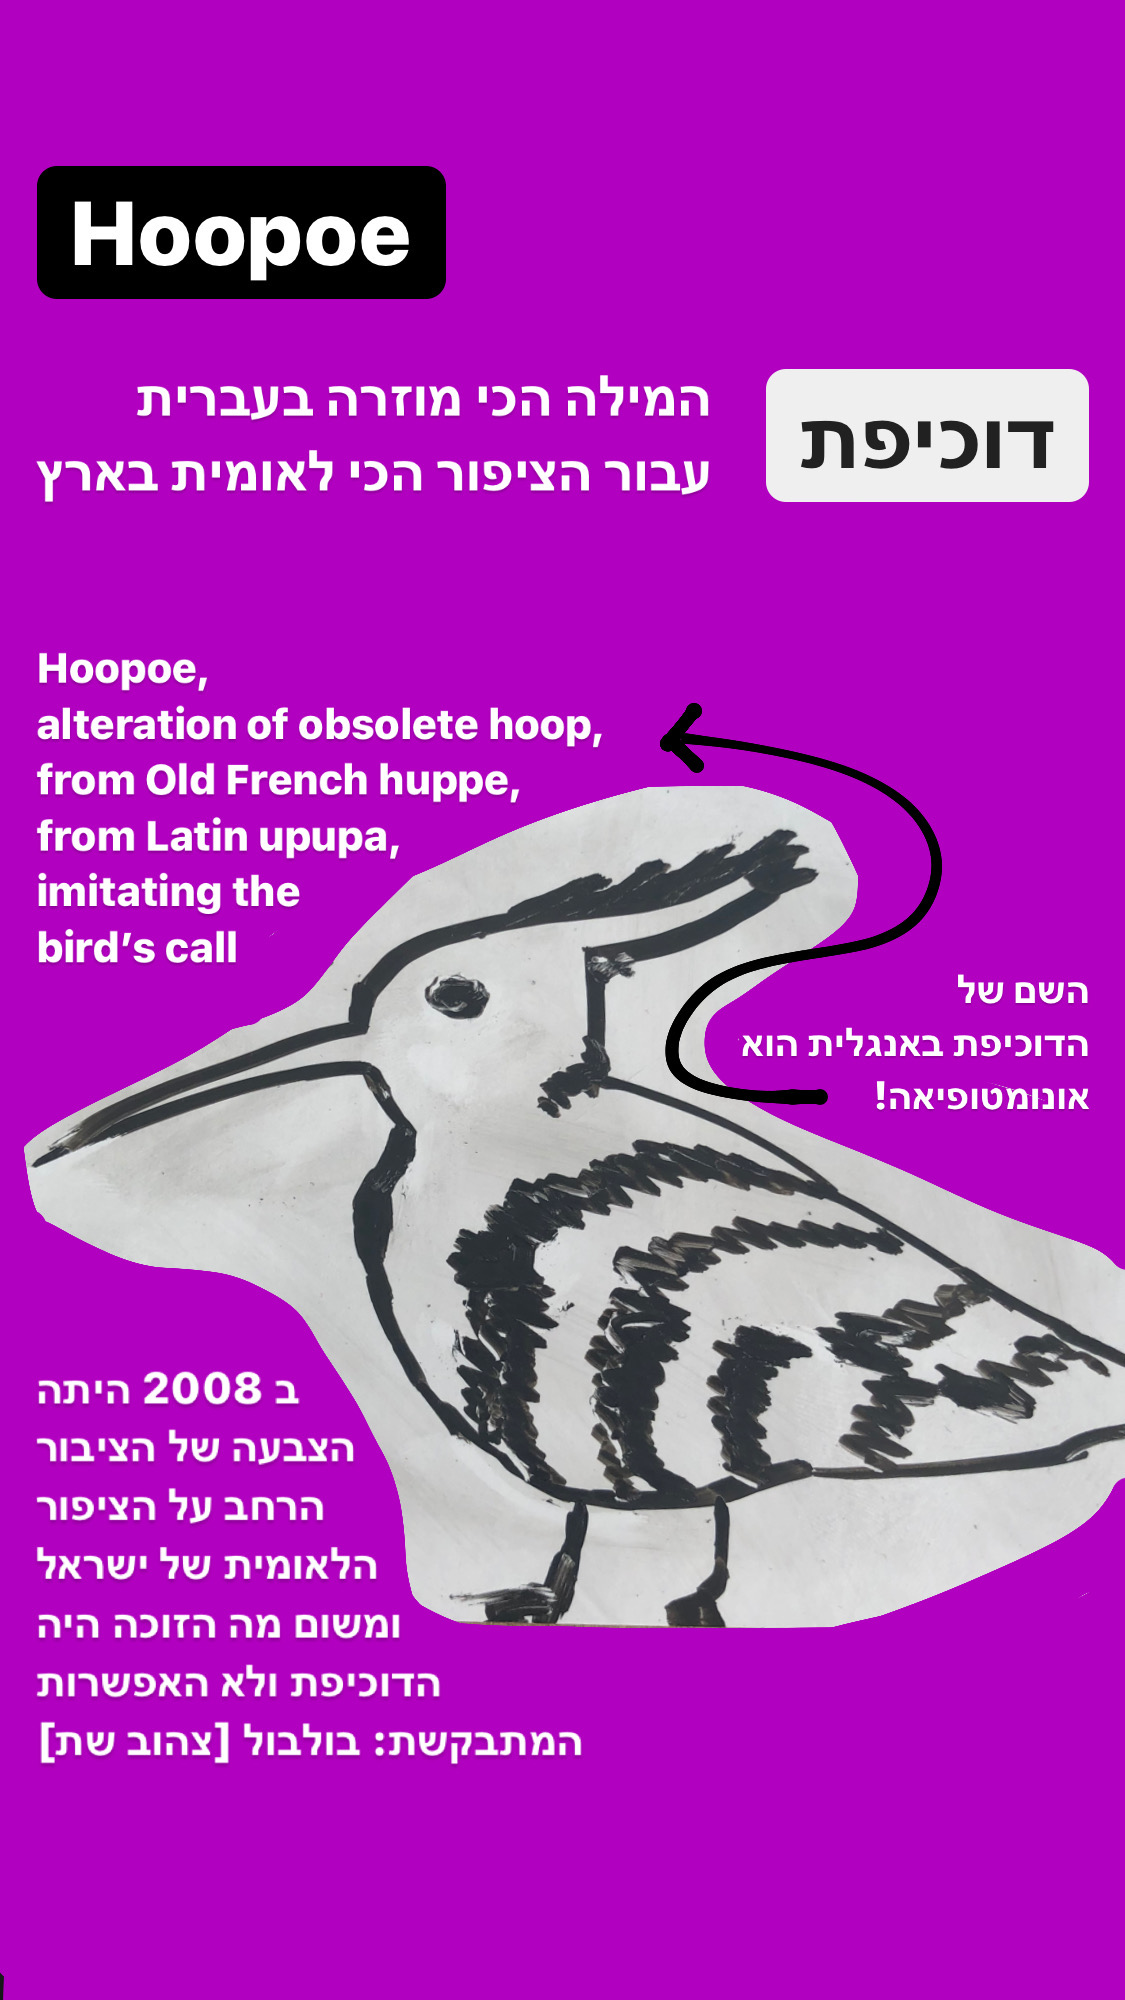 Hoopoe
דוכיפת
המילה הכי מוזרה בעברית
עבור הציפור הכי לאומית בארץ
Hoopoe,
alteration of obsolete hoop,
from Old French huppe,
from Latin upupa,
imitating the
bird’s call
השם של
הדוכיפת באנגלית הוא
אונומטופיאה!
ב 2008 היתה
הצבעה של הציבור
הרחב על הציפור
הלאומית של ישראל
ומשום מה הזוכה היה
הדוכיפת ולא האפשרות
המתבקשת: בולבול [צהוב שת]